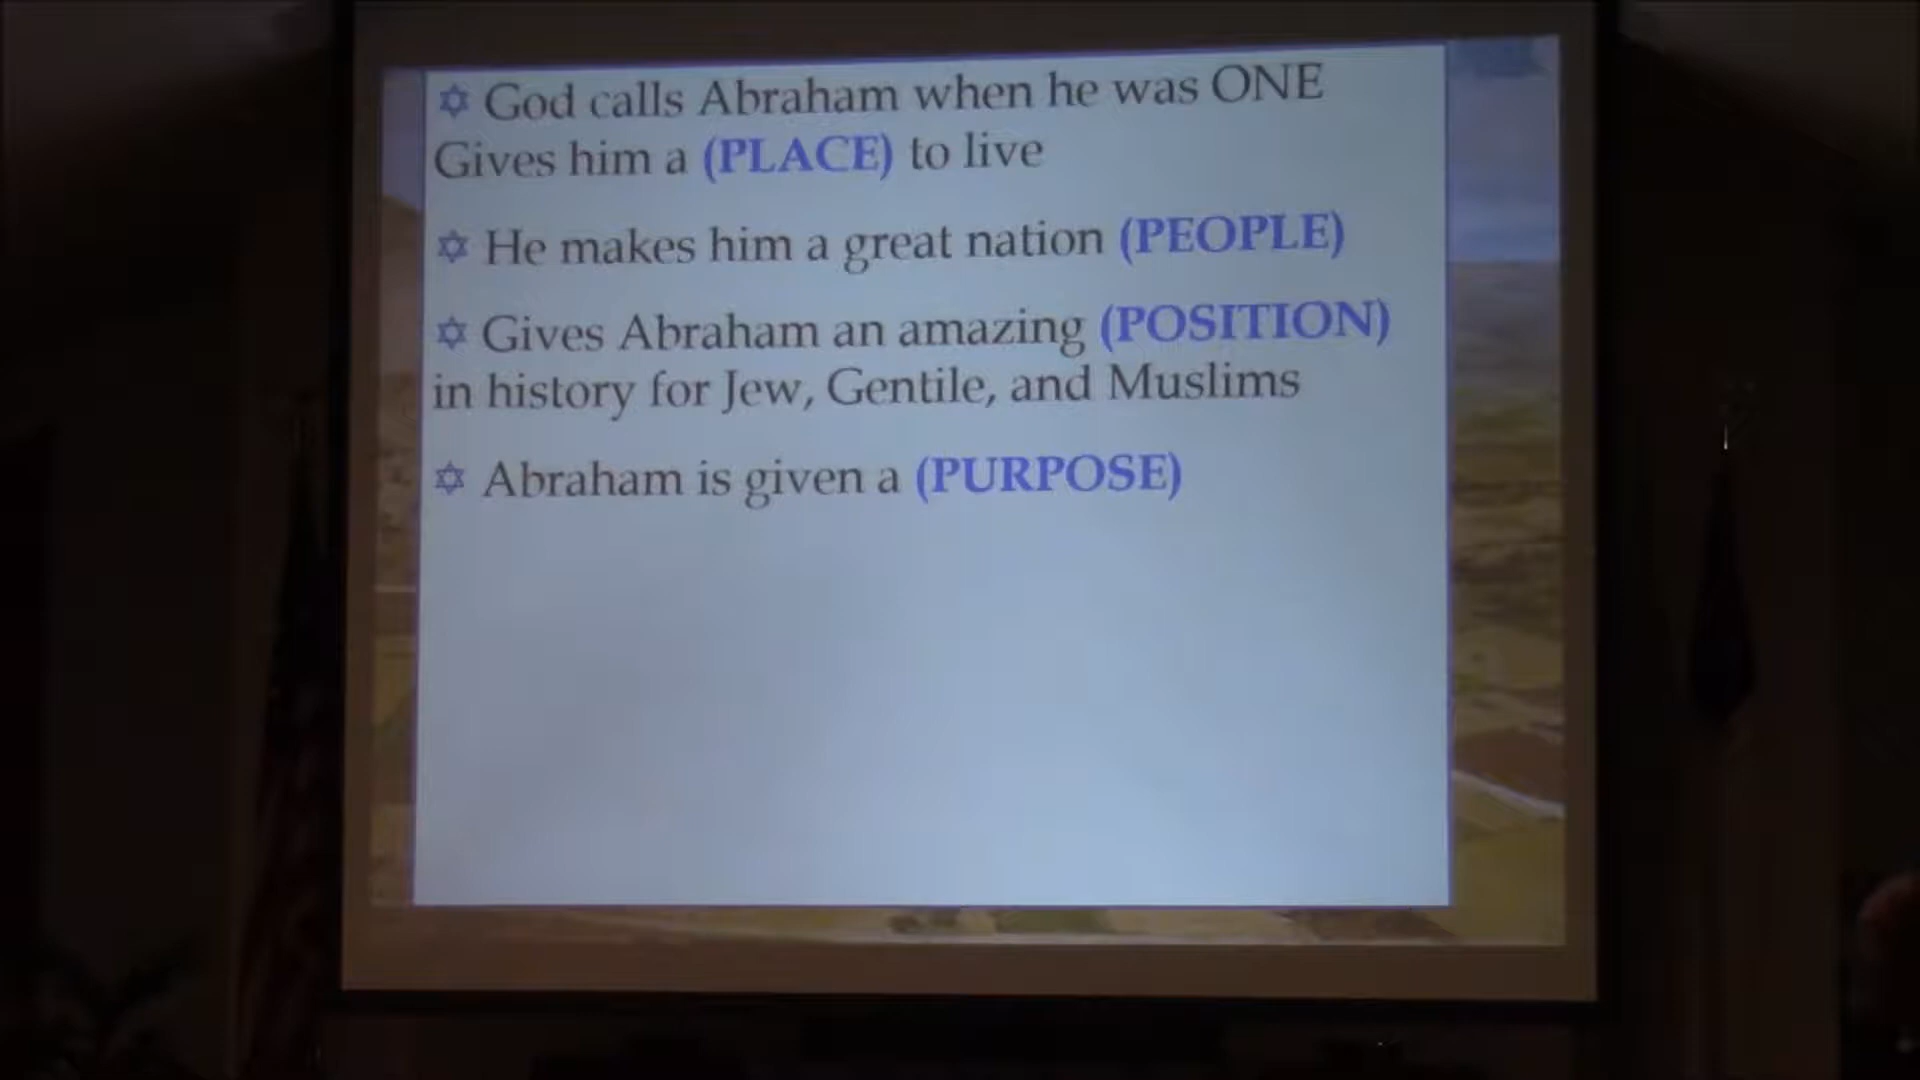 ✡ God calls Abraham when he was ONE
Gives him a (PLACE) to live
✡ He makes him a great nation (PEOPLE)
✡ Gives Abraham an amazing (POSITION)
in history for Jew, Gentile, and Muslims
✡ Abraham is given a (PURPOSE)